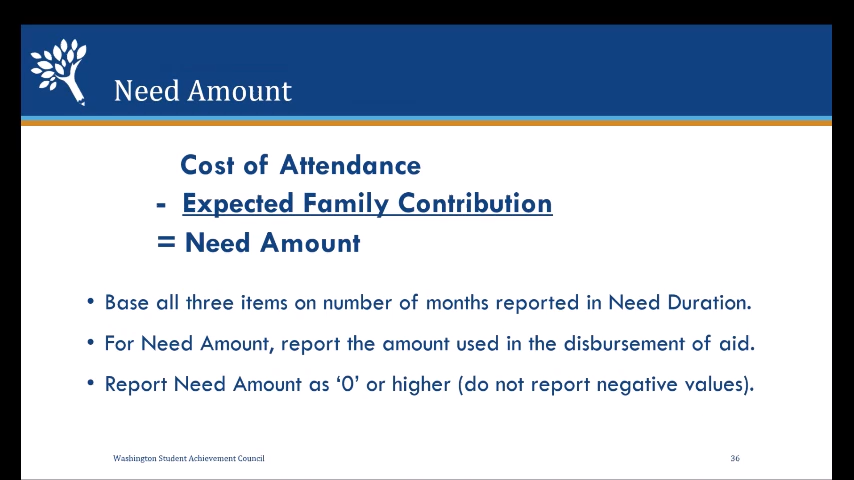 Need Amount
Cost of Attendance
- Expected Family Contribution
= Need Amount
• Base all three items on number of months reported in Need Duration.
• For Need Amount, report the amount used in the disbursement of aid.
• Report Need Amount as ‘0’ or higher (do not report negative values).
Washington Student Achievement Council 36